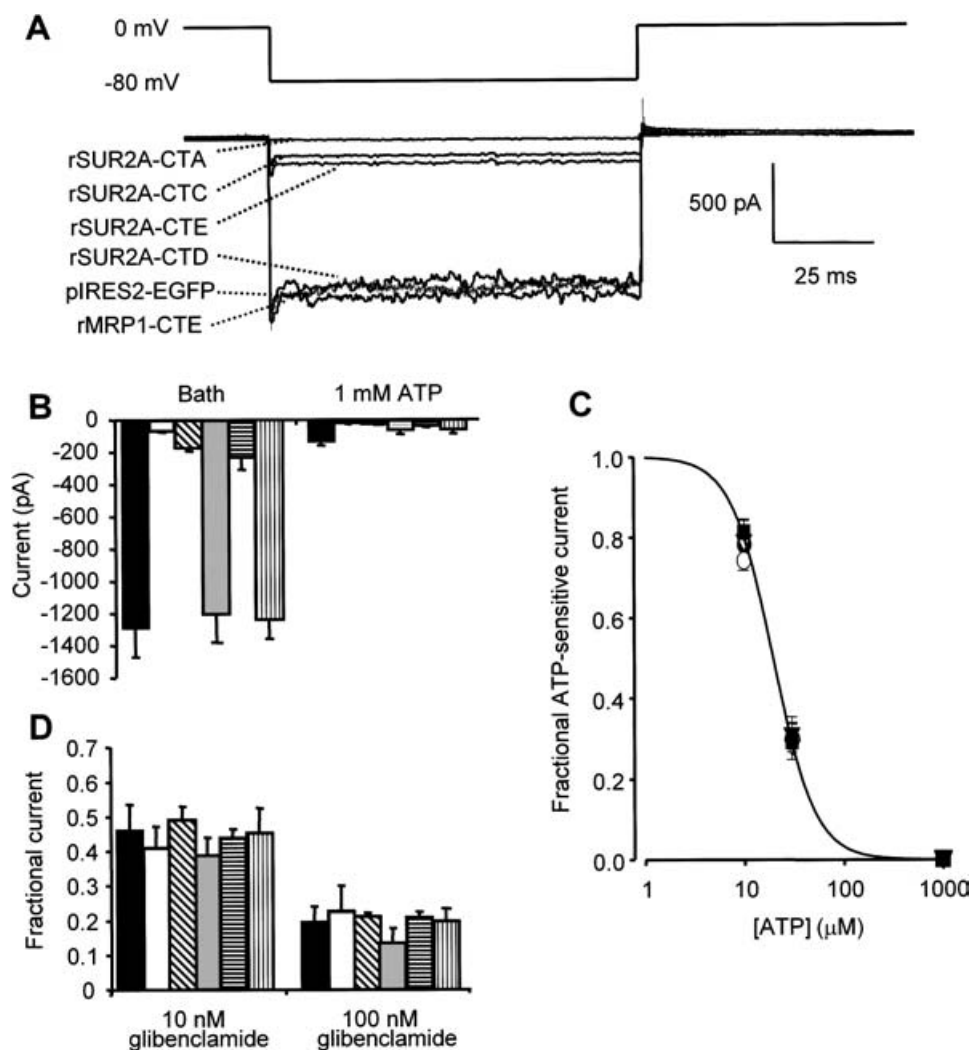 A
0 mV
-80 mV
rSUR2A-CTA
rSUR2A-CTC
rSUR2A-CTE
rSUR2A-CTD
pIRES2-EGFP
rMRP1-CTE
500 pA
25 ms
B
Bath
1 mM ATP
Current (pA)
0
-200
-400
-600
-800
-1000
-1200
-1400
-1600
C
Fractional ATP-sensitive current
1.0
0.8
0.6
0.4
0.2
0.0
1
10
100
1000
[ATP] (μM)
D
Fractional current
0.7
0.6
0.5
0.4
0.3
0.2
0.1
0
10 nM
glibenclamide
100 nM
glibenclamide